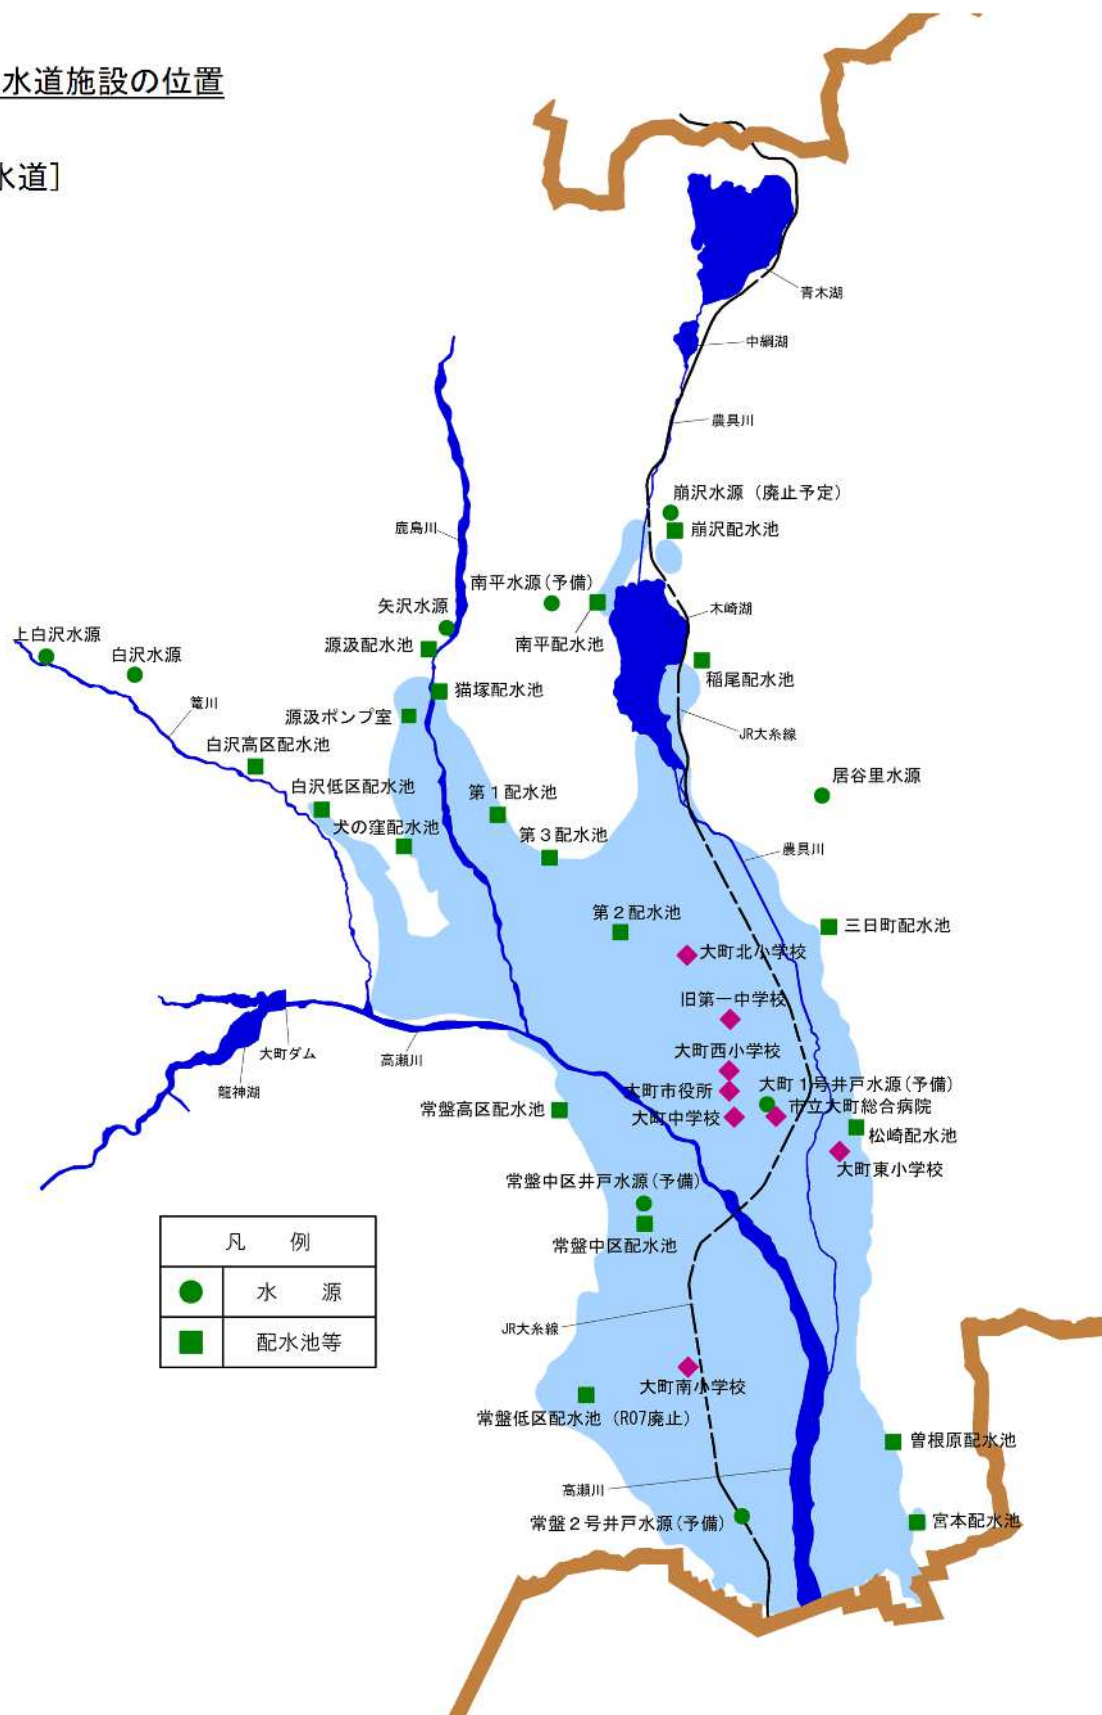 水道施設の位置
水道］
青木湖
中綱湖
農具川
崩沢水源（廃止予定）
崩沢配水池
鹿島川
南平水源(予備)
矢沢水源
木崎湖
上白沢水源
白沢水源
源汲配水池
南平配水池
稲尾配水池
猫塚配水池
篭川
源汲ポンプ室
JR大糸線
白沢高区配水池
居谷里水源
白沢低区配水池
第１配水池
犬の窪配水池
第３配水池
農具川
第２配水池
三日町配水池
大町北小学校
旧第一中学校
大町西小学校
大町ダム
高瀬川
龍神湖
大町市役所
大町１号井戸水源(予備)
常盤高区配水池
大町中学校
市立大町総合病院
松崎配水池
大町東小学校
常盤中区井戸水源(予備)
常盤中区配水池
凡　例
水　源
配水池等
JR大糸線
大町南小学校
常盤低区配水池（R07廃止）
曽根原配水池
高瀬川
常盤２号井戸水源(予備)
宮本配水池